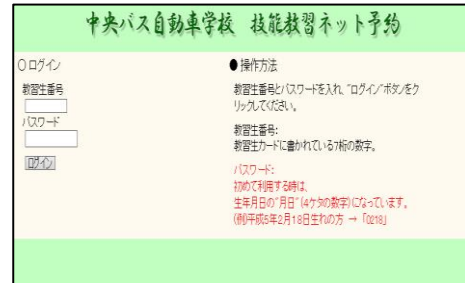 中央バス自動車学校 技能教習ネット予約
○ログイン
教習生番号
パスワード
ログイン
●操作方法
教習生番号とパスワードを入れ、"ログイン"ボタンをク
リックしてください。
教習生番号:
教習生カードに書かれている7桁の数字。
パスワード:
初めて利用する時は、
生年月日の"月日"(4ケタの数字)になっています。
(例)平成5年2月18日生れの方 → 「0218」